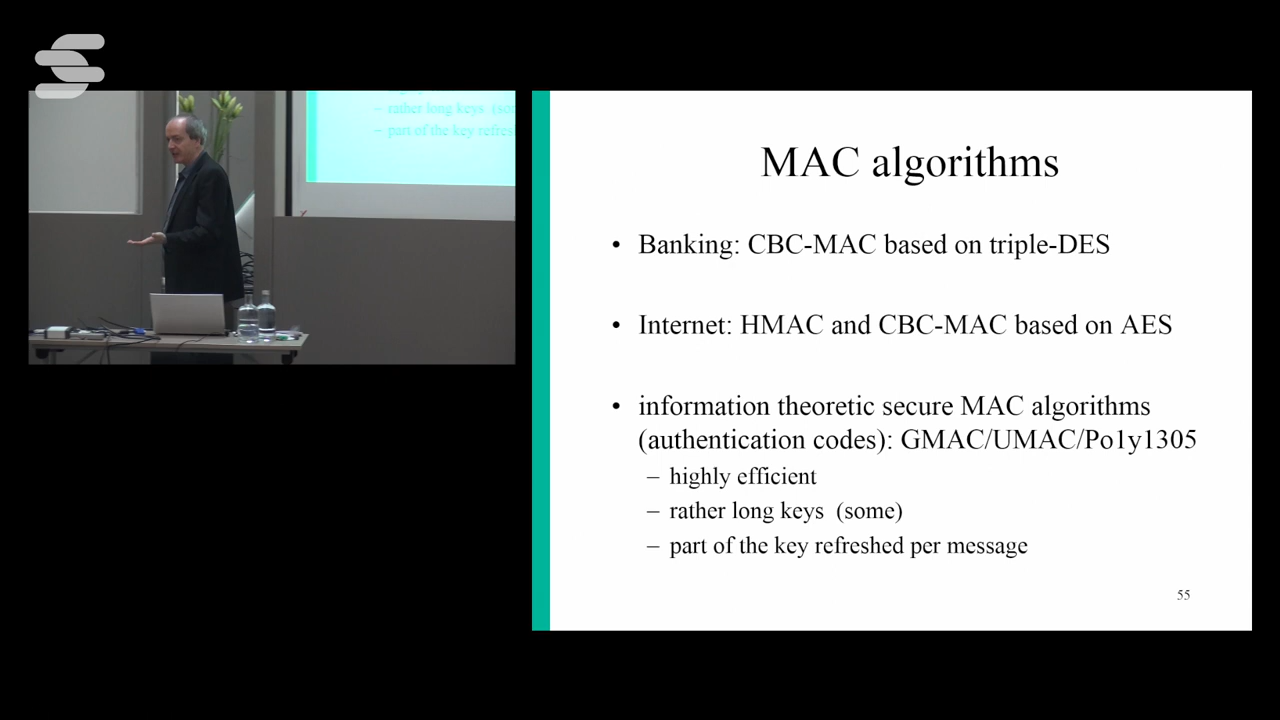 – rather long keys (so
– part of the key refres
MAC algorithms
• Banking: CBC-MAC based on triple-DES
• Internet: HMAC and CBC-MAC based on AES
• information theoretic secure MAC algorithms
(authentication codes): GMAC/UMAC/Po1y1305
– highly efficient
– rather long keys (some)
– part of the key refreshed per message
55